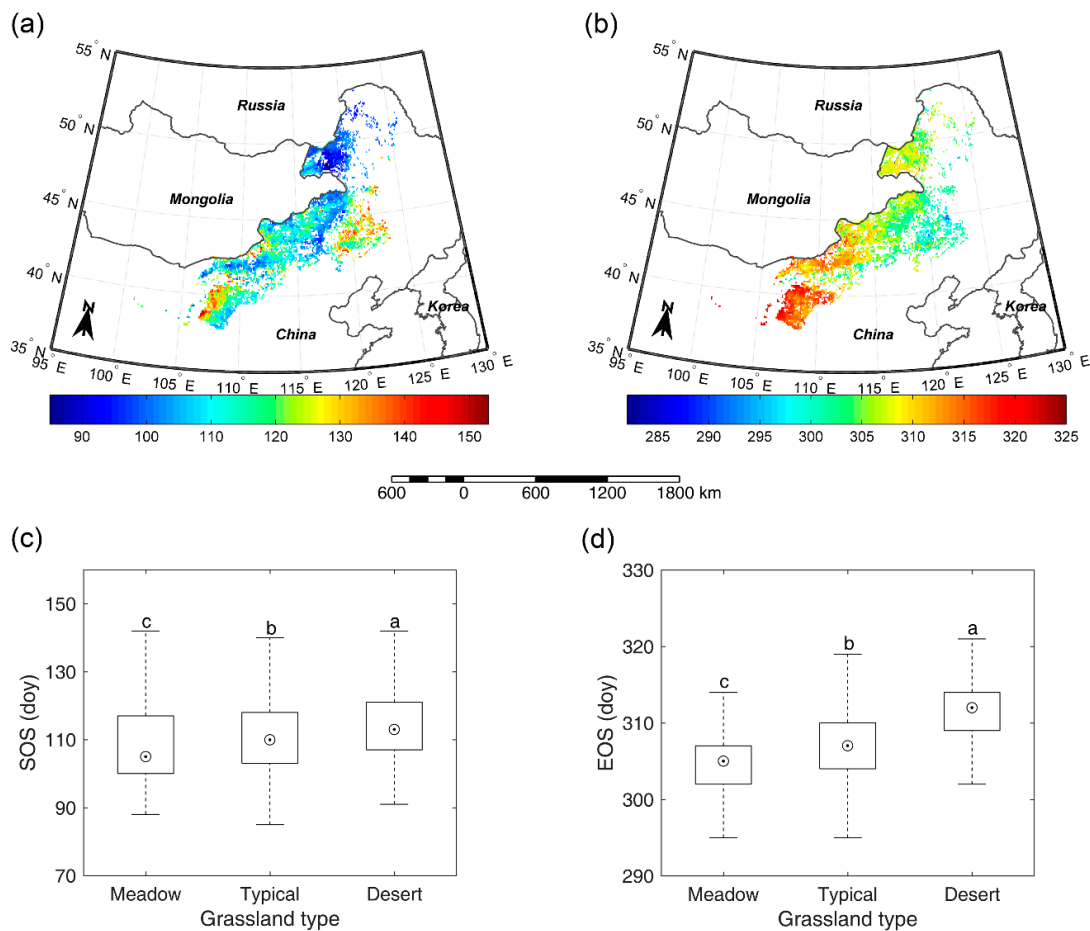 (a)
(b)
55° N
50° N
45° N
40° N
35° N
Russia
Mongolia
China
Korea
N
95° E
100° E
105° E
110° E
115° E
120° E
125° E
130° E
90 100 110 120 130 140 150
55° N
50° N
45° N
40° N
35° N
Russia
Mongolia
China
Korea
N
95° E
100° E
105° E
110° E
115° E
120° E
125° E
130° E
285 290 295 300 305 310 315 320 325
600 0 600 1200 1800 km
(c)
SOS (doy)
150
130
110
90
70
c b a
Meadow Typical Desert
Grassland type
(d)
EOS (doy)
330
320
310
300
290
c b a
Meadow Typical Desert
Grassland type